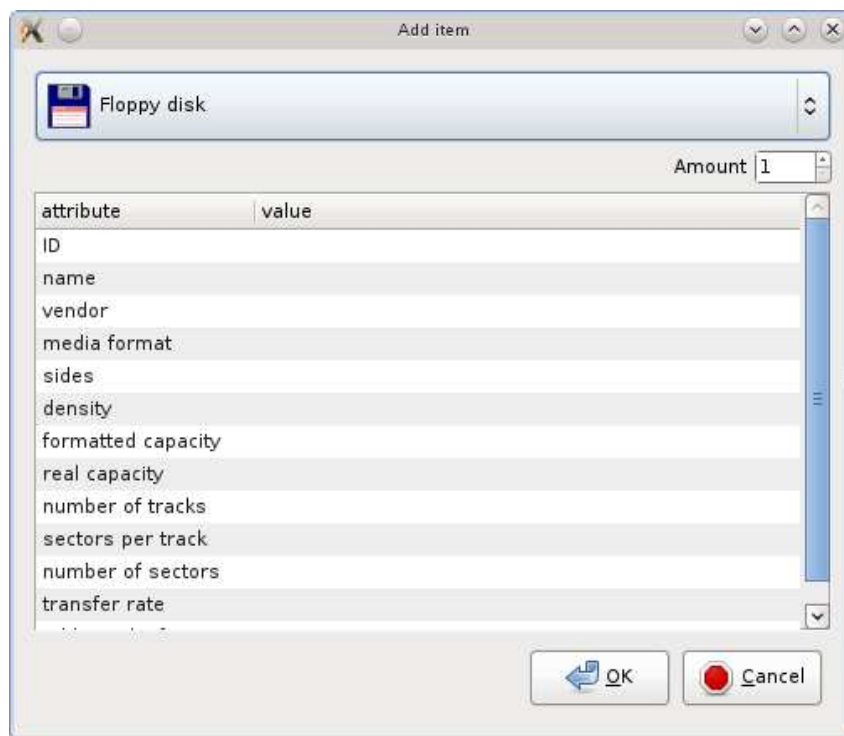 Add item
Floppy disk
Amount 1
attribute value
ID
name
vendor
media format
sides
density
formatted capacity
real capacity
number of tracks
sectors per track
number of sectors
transfer rate
OK
Cancel